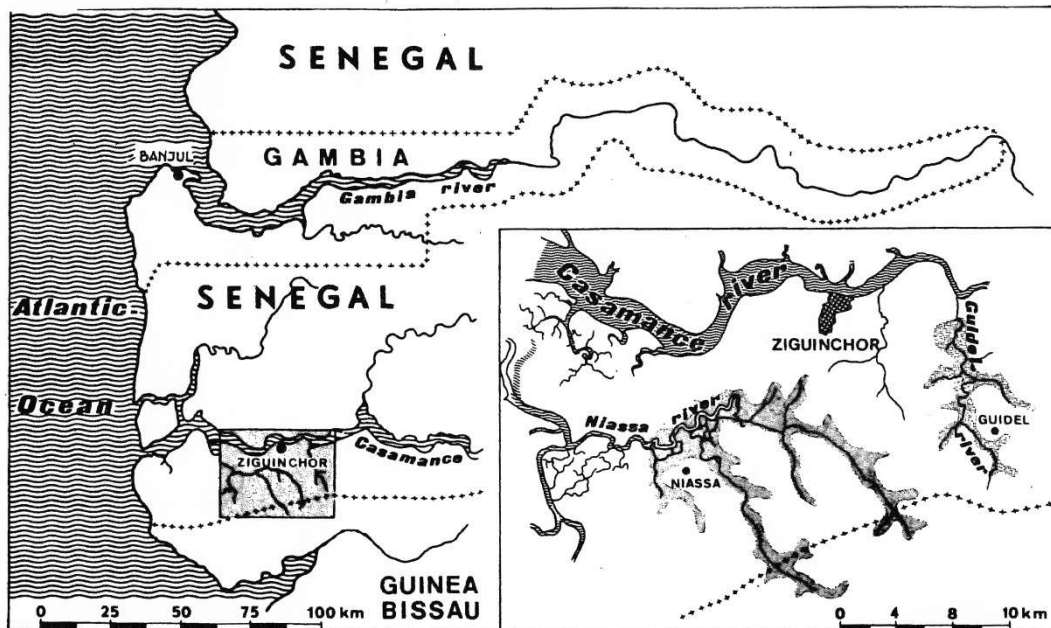 SENEGAL
BANJUL
GAMBIA
Gambia river
SENEGAL
Atlantic
Ocean
ZIGUINCHOR
Casamance
GUINEA
BISSAU
0 25 50 75 100 km
Casamance river
ZIGUINCHOR
Guidel river
GUIDEL
Niassa river
NIASSA
0 4 8 10 km